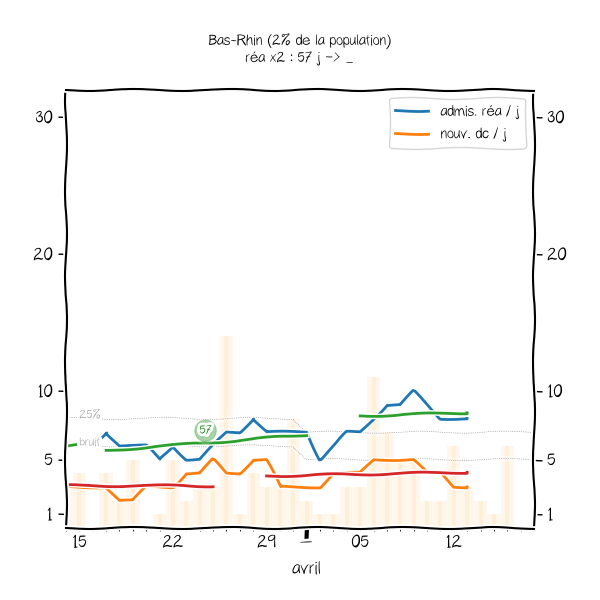 Bas-Rhin (2% de la population)
réa x2 : 57 j -> _
admis. réa / j
nouv. dc / j
30
30
20
20
10
10
25%
57
bruit
5
5
1
1
15
22
29
05
12
avril